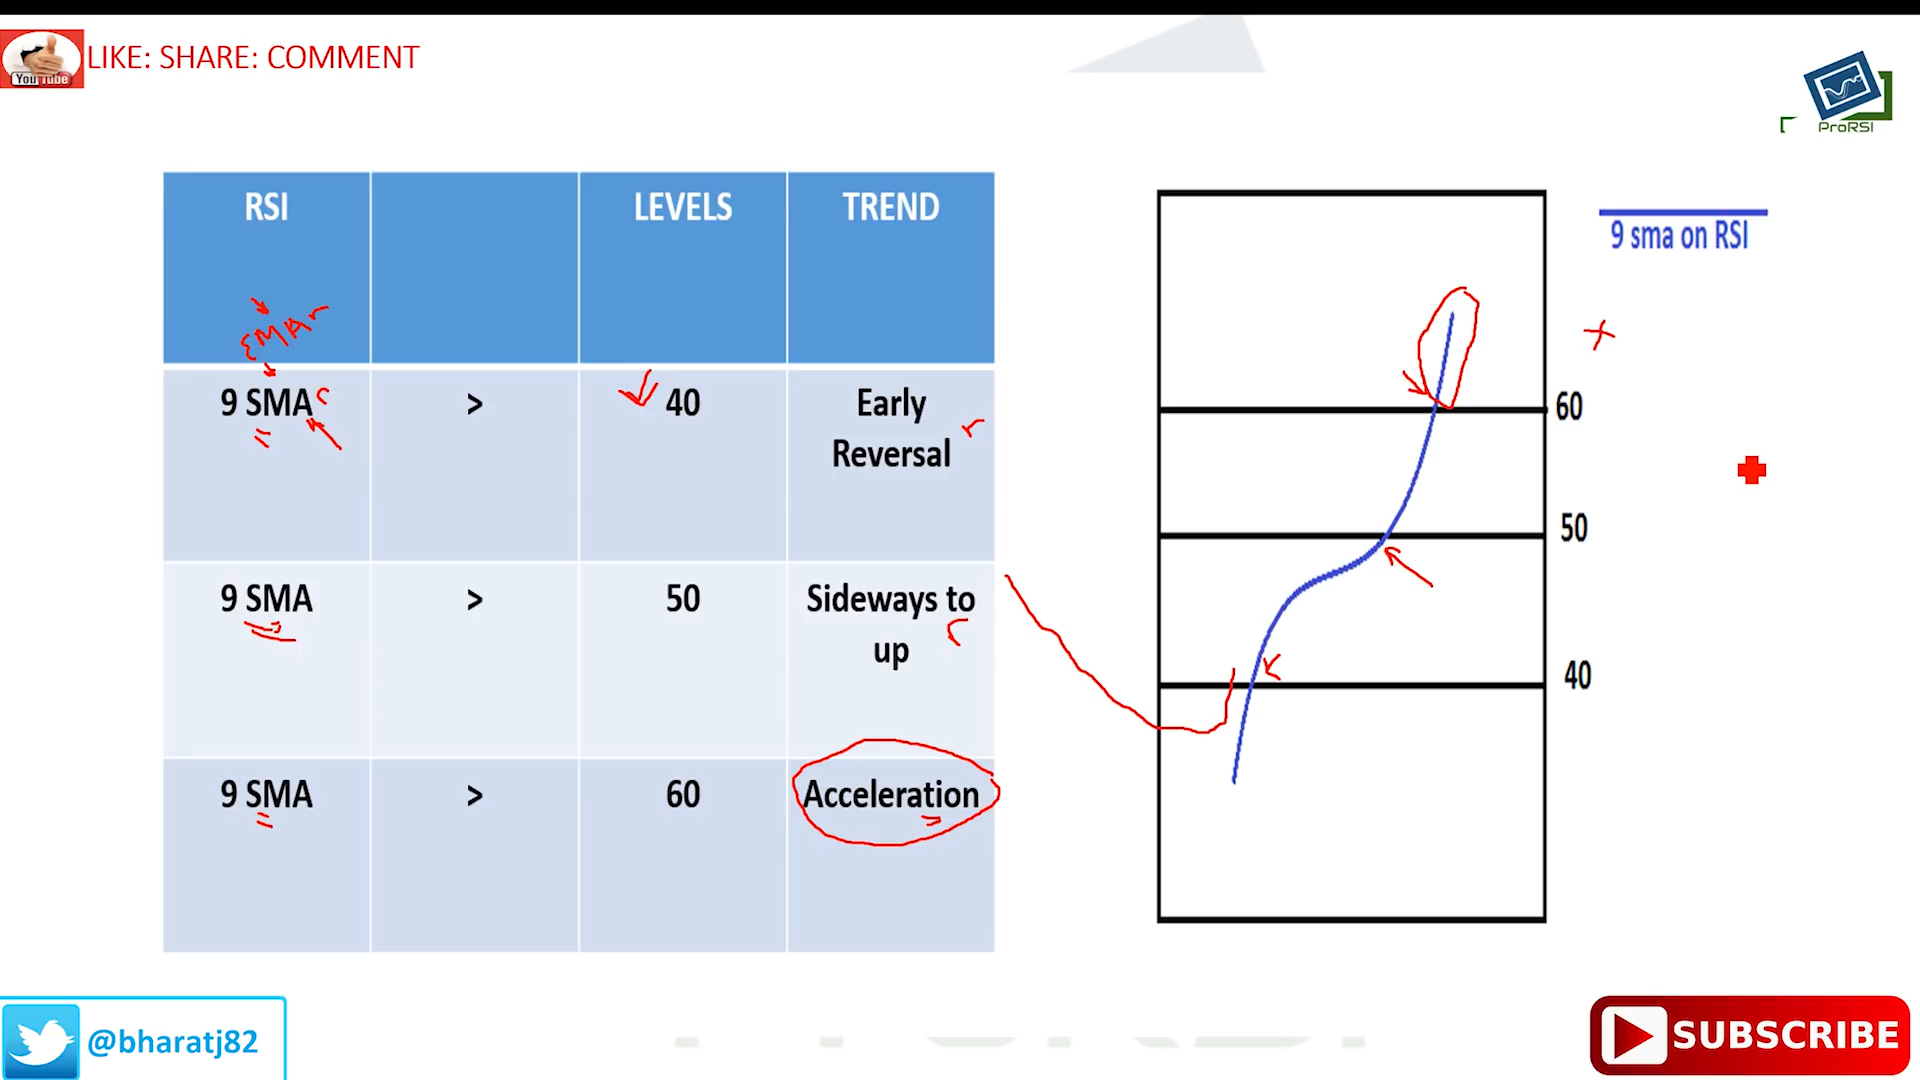 LIKE: SHARE: COMMENT
You Tube
ProRSI
RSI LEVELS TREND
9 sma on RSI
9 SMA > 40 Early
Reversal
9 SMA > 50 Sideways to
up
9 SMA > 60 Acceleration
60
50
40
@bharatj82
SUBSCRIBE